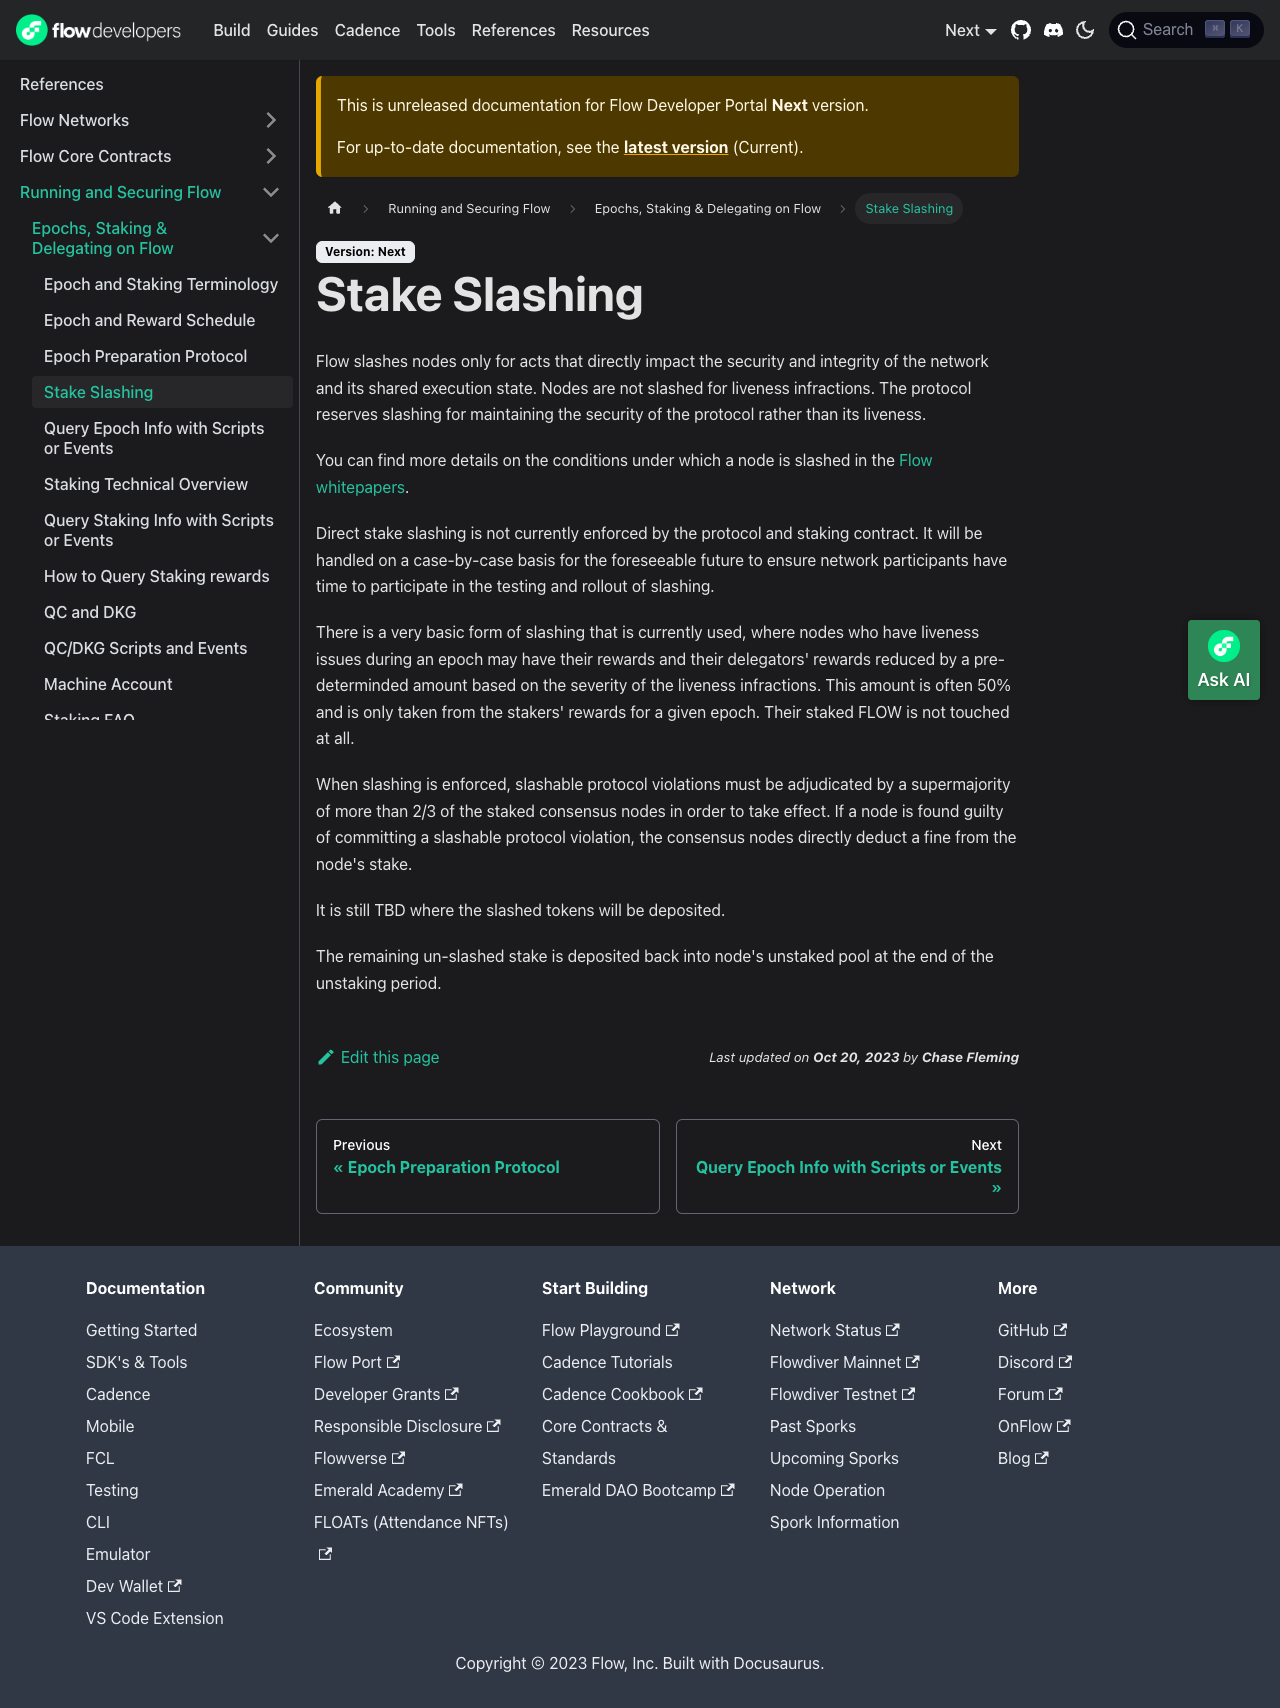 flowdevelopers
Build Guides Cadence Tools References Resources
Next
Search ⌘ K
References
Flow Networks
Flow Core Contracts
Running and Securing Flow
Epochs, Staking &
Delegating on Flow
Epoch and Staking Terminology
Epoch and Reward Schedule
Epoch Preparation Protocol
Stake Slashing
Query Epoch Info with Scripts
or Events
Staking Technical Overview
Query Staking Info with Scripts
or Events
How to Query Staking rewards
QC and DKG
QC/DKG Scripts and Events
Machine Account
Staking FAQ
This is unreleased documentation for Flow Developer Portal Next version.
For up-to-date documentation, see the latest version (Current).
Running and Securing Flow
Epochs, Staking & Delegating on Flow
Stake Slashing
Version: Next
Stake Slashing
Flow slashes nodes only for acts that directly impact the security and integrity of the network
and its shared execution state. Nodes are not slashed for liveness infractions. The protocol
reserves slashing for maintaining the security of the protocol rather than its liveness.
You can find more details on the conditions under which a node is slashed in the Flow
whitepapers.
Direct stake slashing is not currently enforced by the protocol and staking contract. It will be
handled on a case-by-case basis for the foreseeable future to ensure network participants have
time to participate in the testing and rollout of slashing.
There is a very basic form of slashing that is currently used, where nodes who have liveness
issues during an epoch may have their rewards and their delegators' rewards reduced by a pre-
determinded amount based on the severity of the liveness infractions. This amount is often 50%
and is only taken from the stakers' rewards for a given epoch. Their staked FLOW is not touched
at all.
When slashing is enforced, slashable protocol violations must be adjudicated by a supermajority
of more than 2/3 of the staked consensus nodes in order to take effect. If a node is found guilty
of committing a slashable protocol violation, the consensus nodes directly deduct a fine from the
node's stake.
It is still TBD where the slashed tokens will be deposited.
The remaining un-slashed stake is deposited back into node's unstaked pool at the end of the
unstaking period.
Edit this page
Last updated on Oct 20, 2023 by Chase Fleming
Previous
« Epoch Preparation Protocol
Next
Query Epoch Info with Scripts or Events
»
Ask AI
Documentation
Getting Started
SDK's & Tools
Cadence
Mobile
FCL
Testing
CLI
Emulator
Dev Wallet
VS Code Extension
Community
Ecosystem
Flow Port
Developer Grants
Responsible Disclosure
Flowverse
Emerald Academy
FLOATs (Attendance NFTs)
Start Building
Flow Playground
Cadence Tutorials
Cadence Cookbook
Core Contracts &
Standards
Emerald DAO Bootcamp
Network
Network Status
Flowdiver Mainnet
Flowdiver Testnet
Past Sporks
Upcoming Sporks
Node Operation
Spork Information
More
GitHub
Discord
Forum
OnFlow
Blog
Copyright © 2023 Flow, Inc. Built with Docusaurus.